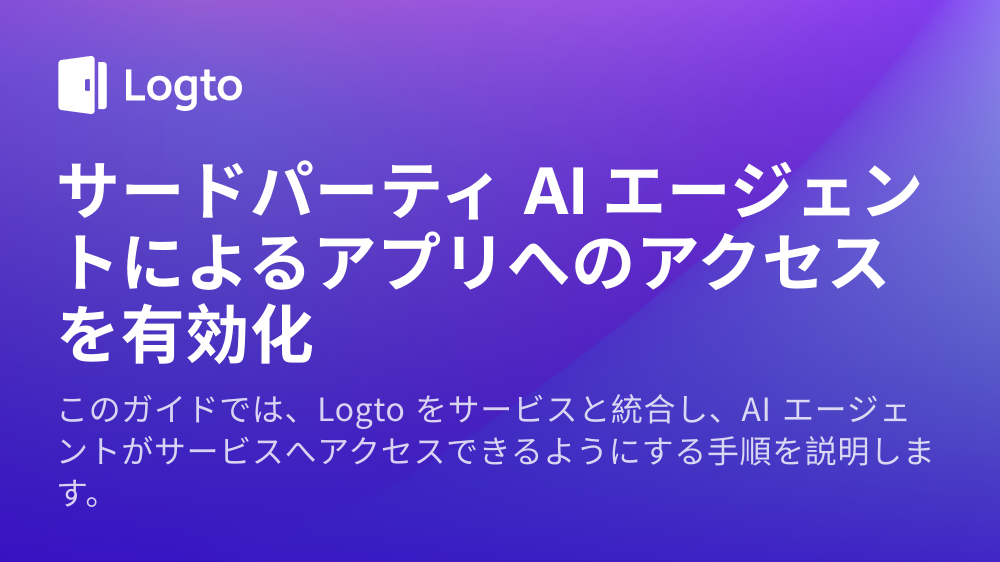 Logto
サードパーティ AI エージェン
トによるアプリへのアクセス
を有効化
このガイドでは、Logto をサービスと統合し、AI エージェ
ントがサービスへアクセスできるようにする手順を説明しま
す。